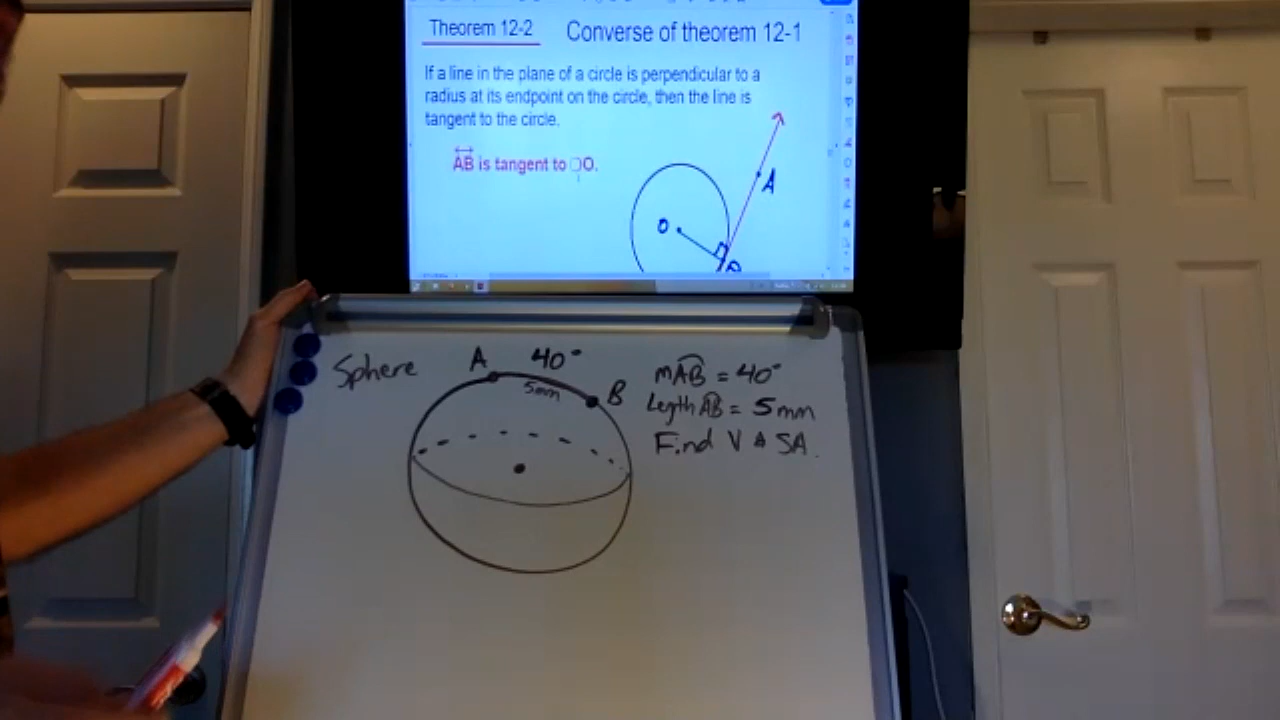 Theorem 12-2 Converse of theorem 12-1
If a line in the plane of a circle is perpendicular to a
radius at its endpoint on the circle, then the line is
tangent to the circle.
AB is tangent to ○O.
A
O
Sphere
A 40°
5mm B
mAB = 40°
Legth AB = 5mm
Find V & SA.